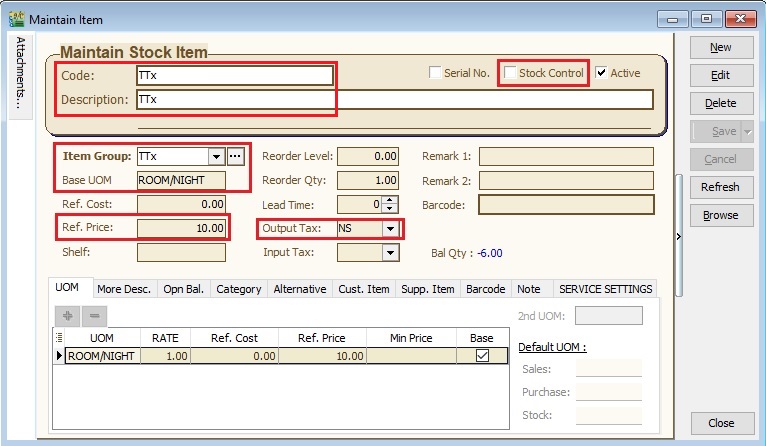 Maintain Item
Attachments...
Maintain Stock Item
Code: TTx
Serial No. Stock Control Active
Description: TTx
Item Group: TTx Reorder Level: 0.00 Remark 1:
Base UOM ROOM/NIGHT Reorder Qty: 1.00 Remark 2:
Ref. Cost: 0.00 Lead Time: 0 Barcode:
Ref. Price: 10.00 Output Tax: NS
Shelf: Input Tax: Bal Qty : -6.00
UOM More Desc. Opn Bal. Category Alternative Cust. Item Supp. Item Barcode Note SERVICE SETTINGS
UOM RATE Ref. Cost Ref. Price Min Price Base
ROOM/NIGHT 1.00 0.00 10.00
2nd UOM:
Default UOM :
Sales:
Purchase:
Stock:
New
Edit
Delete
Save
Cancel
Refresh
Browse
Close